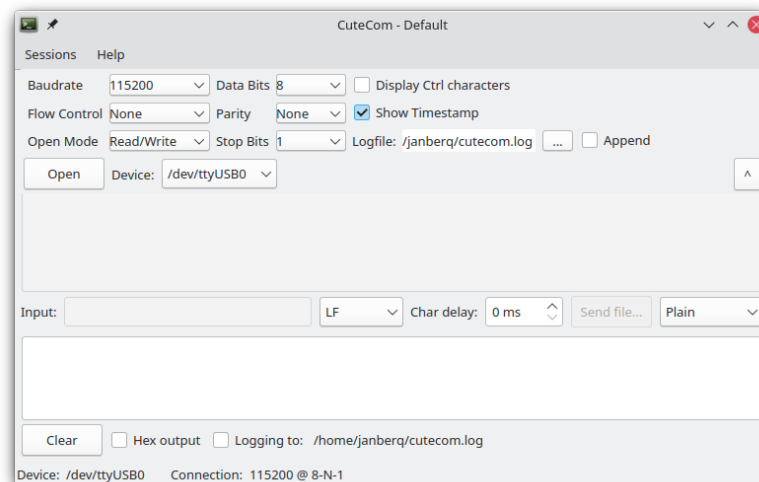 CuteCom - Default
Sessions Help
Baudrate 115200 Data Bits 8 Display Ctrl characters
Flow Control None Parity None Show Timestamp
Open Mode Read/Write Stop Bits 1 Logfile: /janberq/cutecom.log ... Append
Open Device: /dev/ttyUSB0 ^
Input: LF Char delay: 0 ms Send file... Plain
Clear Hex output Logging to: /home/janberq/cutecom.log
Device: /dev/ttyUSB0 Connection: 115200 @ 8-N-1